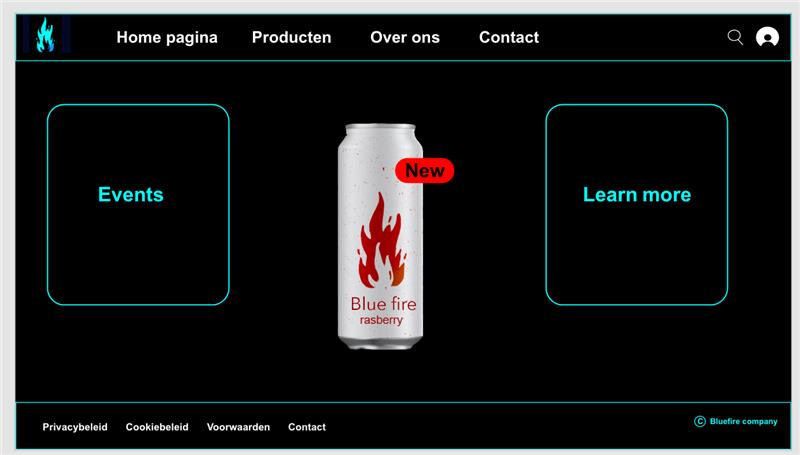 Home pagina
Producten
Over ons
Contact
New
Events
Learn more
Blue fire
rasberry
Privacybeleid
Cookiebeleid
Voorwaarden
Contact
© Bluefire company